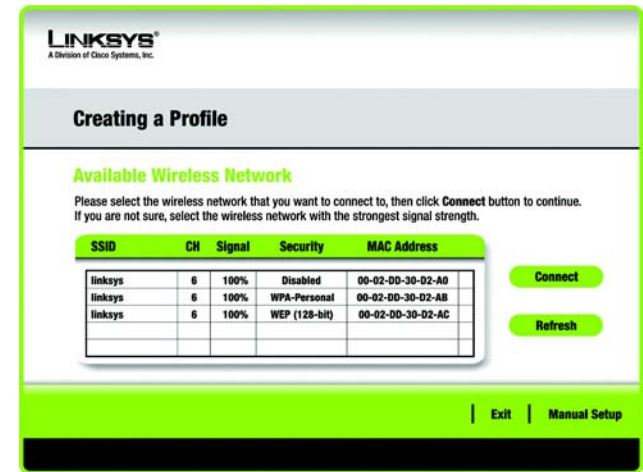 LINKSYS®
A Division of Cisco Systems, Inc.
Creating a Profile
Available Wireless Network
Please select the wireless network that you want to connect to, then click Connect button to continue.
If you are not sure, select the wireless network with the strongest signal strength.
SSID CH Signal Security MAC Address
linksys 6 100% Disabled 00-02-DD-30-D2-A0
linksys 6 100% WPA-Personal 00-02-DD-30-D2-AB
linksys 6 100% WEP (128-bit) 00-02-DD-30-D2-AC
Connect
Refresh
Exit Manual Setup